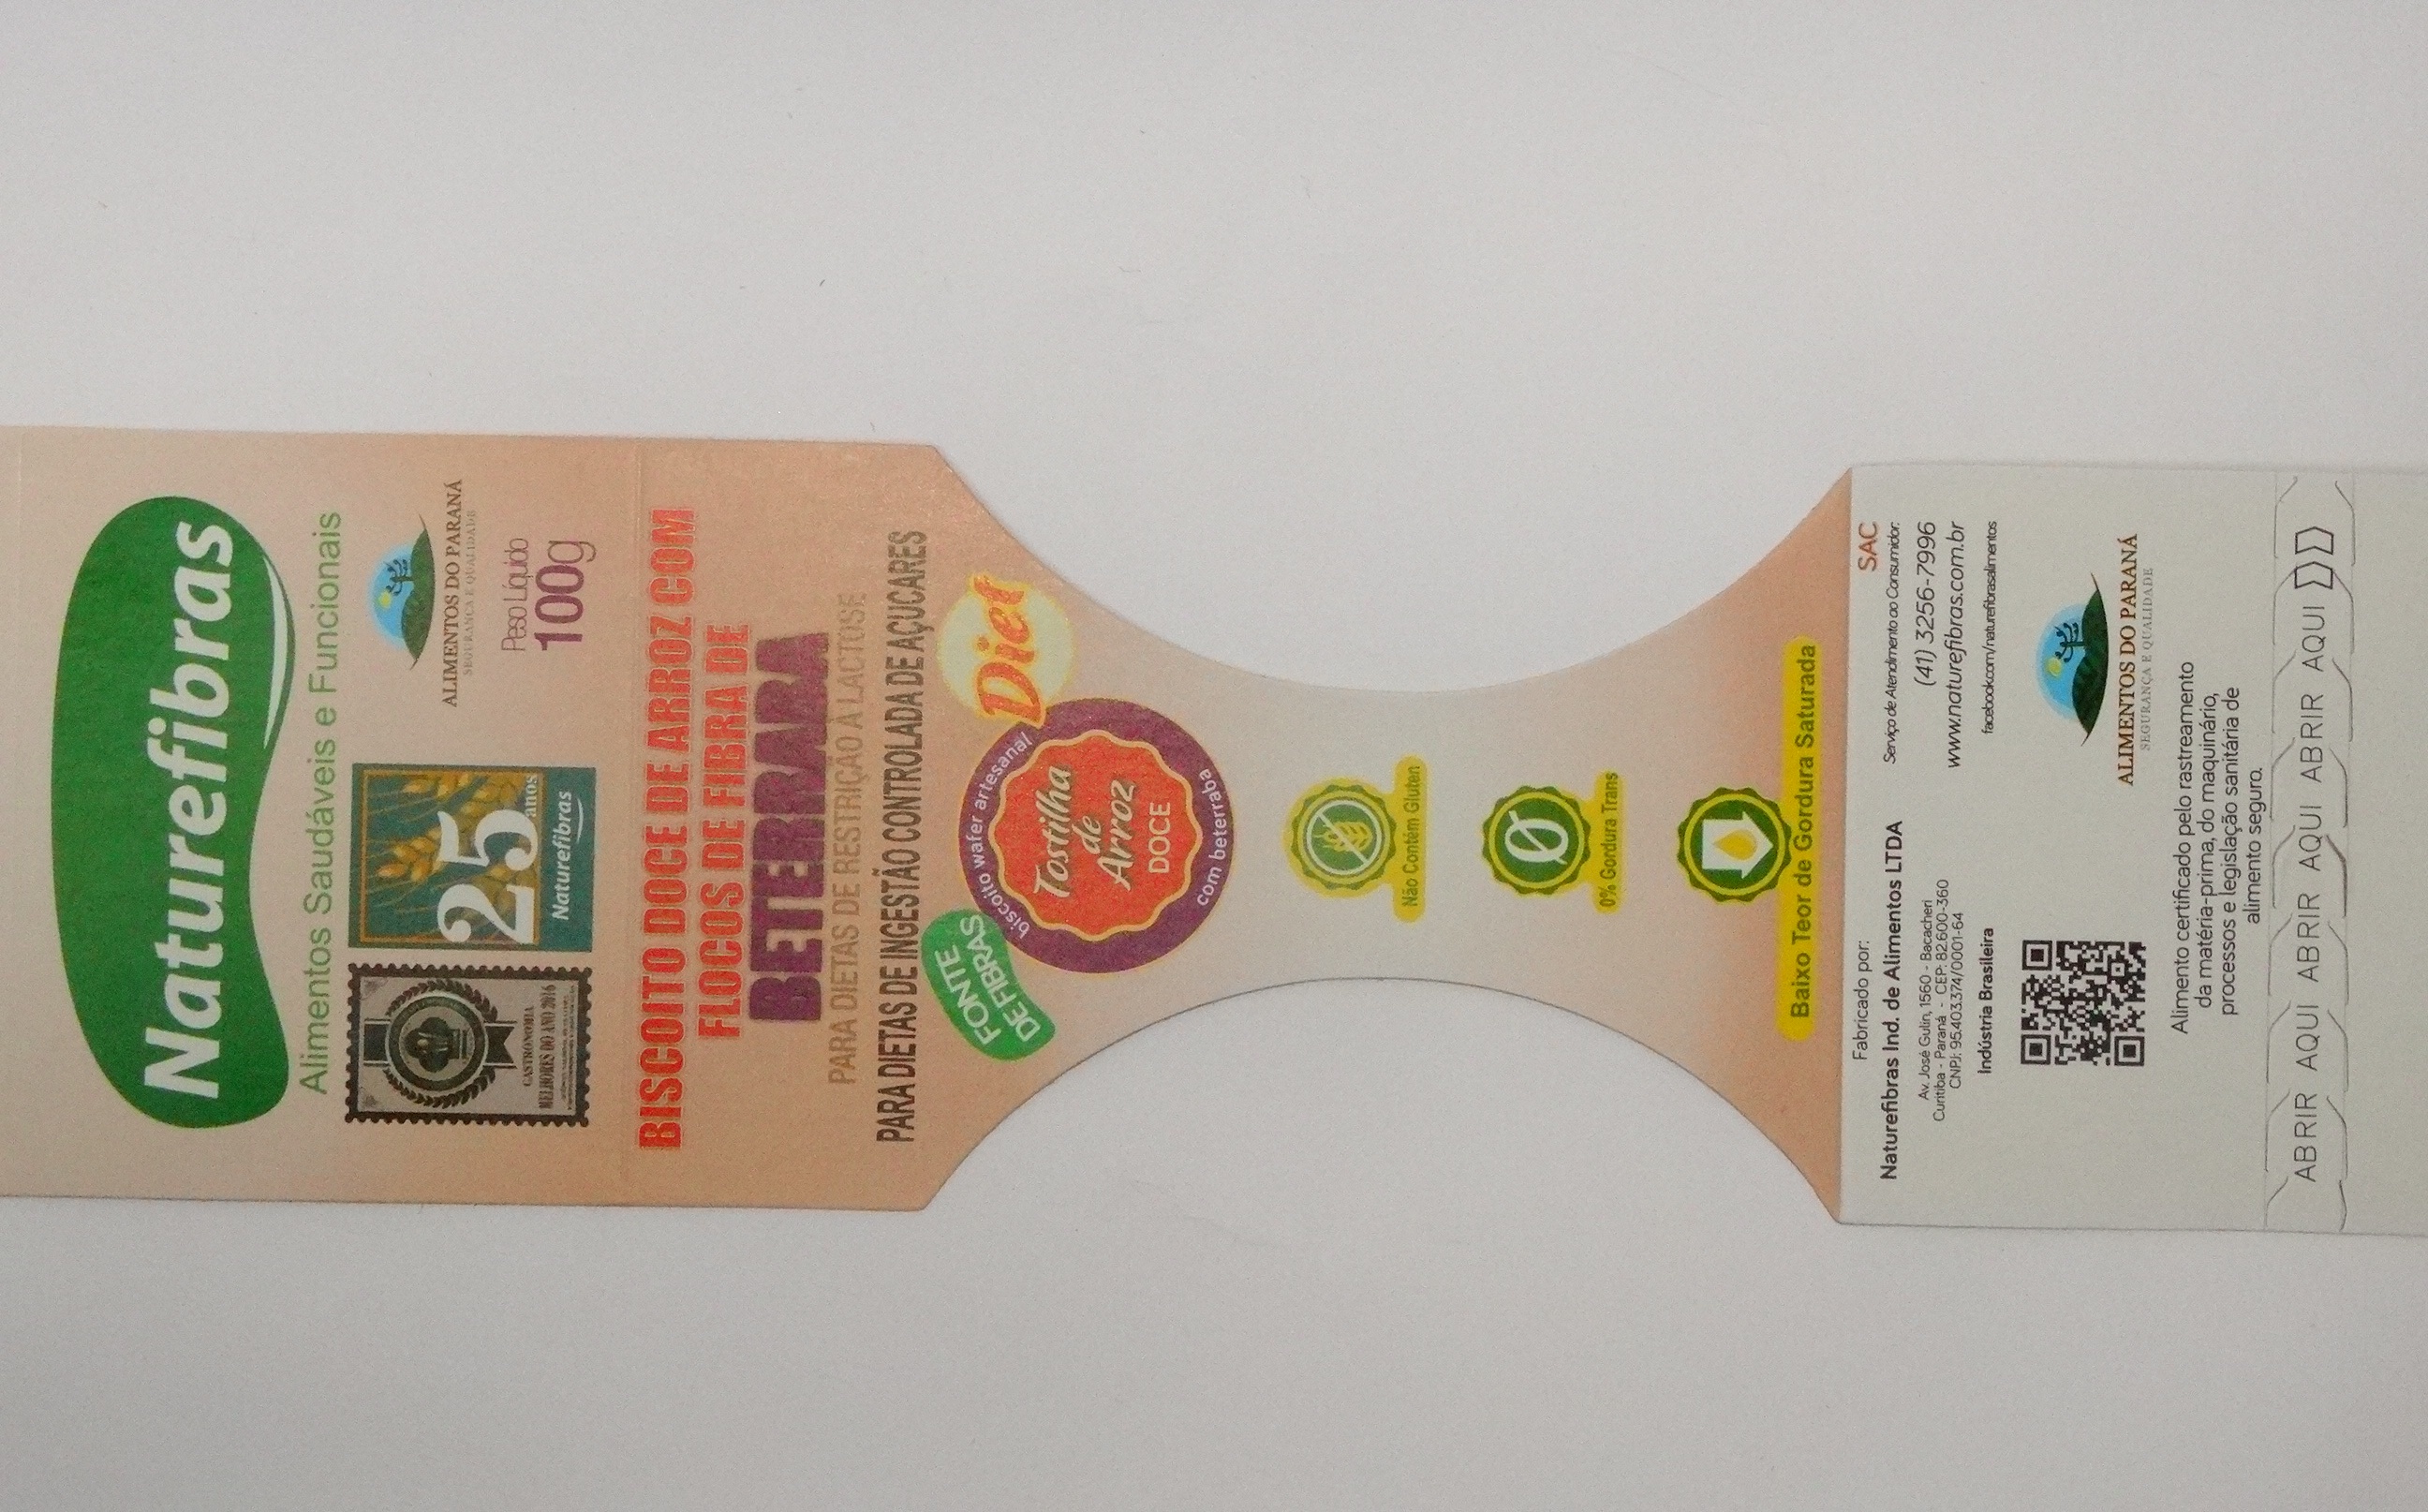 Naturefibras
Alimentos Saudáveis e Funcionais
GASTRONOMIA
MELHORES DO ANO 2016
25
anos
Naturefibras
ALIMENTOS DO PARANÁ
SEGURANÇA E QUALIDADE
Peso Líquido
100g
BISCOITO DOCE DE ARROZ COM
FLOCOS DE FIBRA DE
BETERRABA
PARA DIETAS DE RESTRIÇÃO À LACTOSE
PARA DIETAS DE INGESTÃO CONTROLADA DE AÇUCARES
FONTE
DE FIBRAS
Diet
biscoito wafer artesanal
Tostilha
de
Arroz
DOCE
com beterraba
Não Contém Gluten
0
0% Gordura Trans
Baixo Teor de Gordura Saturada
Fabricado por:
Naturefibras Ind. de Alimentos LTDA
Av. José Gulin, 1560 - Bacacheri
Curitiba - Paraná - CEP: 82.600-360
CNPJ: 95.403.374/0001-64
Indústria Brasileira
SAC
Serviço de Atendimento ao Consumidor:
(41) 3256-7996
www.naturefibras.com.br
facebook.com/naturefibrasalimentos
ALIMENTOS DO PARANÁ
SEGURANÇA E QUALIDADE
Alimento certificado pelo rastreamento
da matéria-prima, do maquinário,
processos e legislação sanitária de
alimento seguro.
ABRIR AQUI ABRIR AQUI ABRIR AQUI